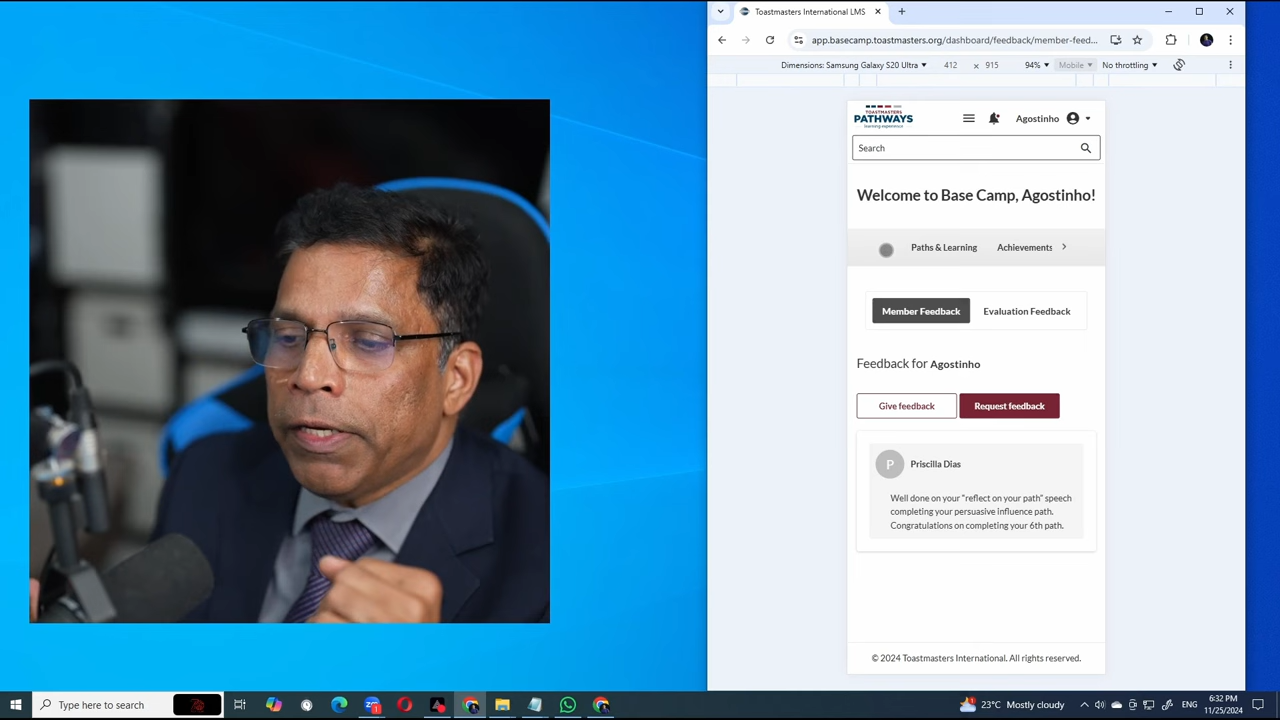 Toastmasters International LMS
app.basecamp.toastmasters.org/dashboard/feedback/member-feed...
Dimensions: Samsung Galaxy S20 Ultra 412 × 915 94% Mobile No throttling
TOASTMASTERS
PATHWAYS
learning experience
Agostinho
Search
Welcome to Base Camp, Agostinho!
Paths & Learning Achievements
Member Feedback Evaluation Feedback
Feedback for Agostinho
Give feedback Request feedback
P Priscilla Dias
Well done on your "reflect on your path" speech
completing your persuasive influence path.
Congratulations on completing your 6th path.
© 2024 Toastmasters International. All rights reserved.
Type here to search
23°C Mostly cloudy
ENG
6:32 PM
11/25/2024